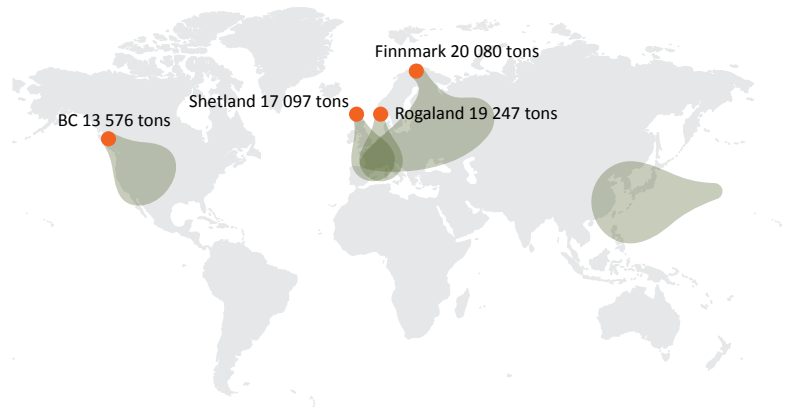 Finnmark 20 080 tons
Shetland 17 097 tons
Rogaland 19 247 tons
BC 13 576 tons